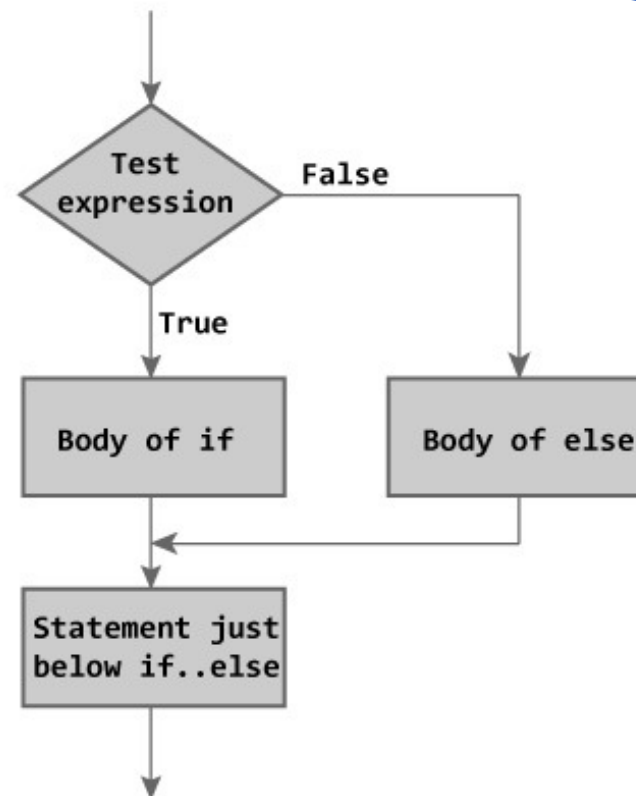 Test
expression
False
True
Body of if
Body of else
Statement just
below if..else